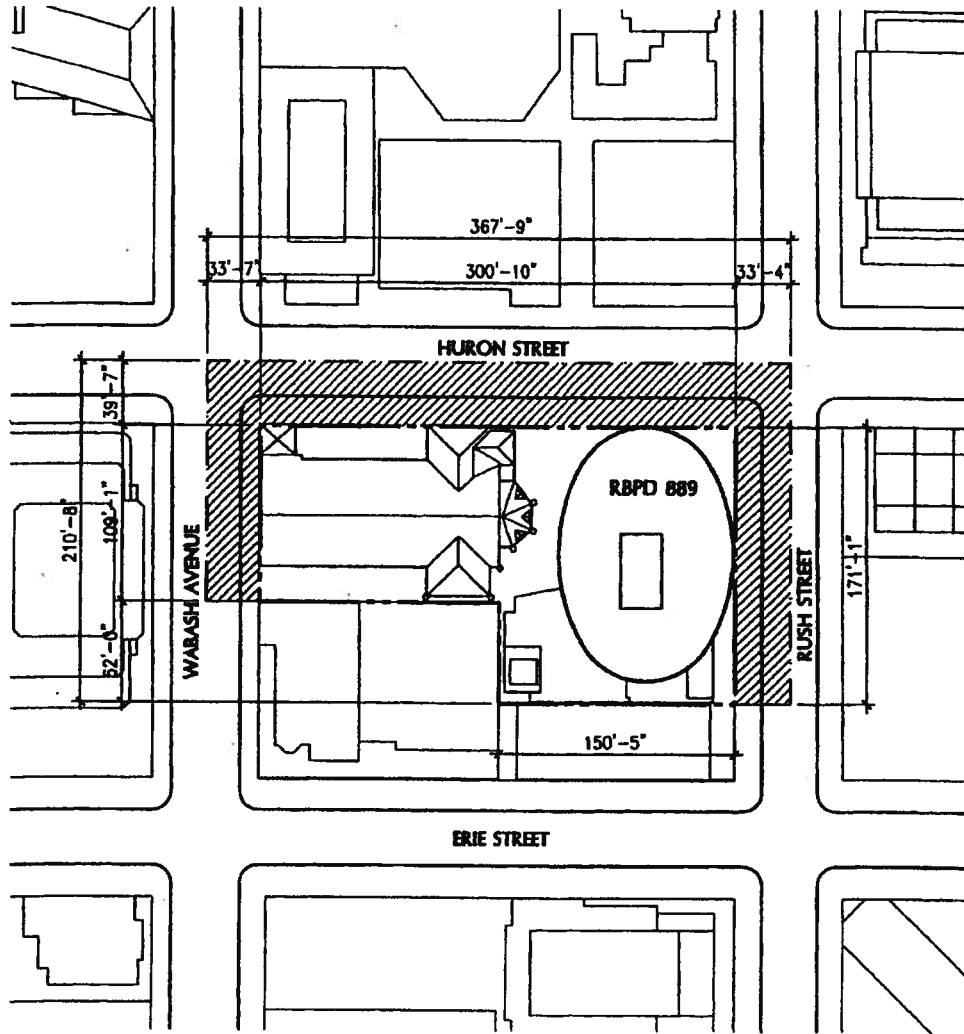 367'-9"
33'-7"
300'-10"
33'-4"
HURON STREET
39'-7"
RBPD 889
210'-8"
109'-1"
WABASH AVENUE
RUSH STREET
171'-1"
62'-0"
150'-5"
ERIE STREET